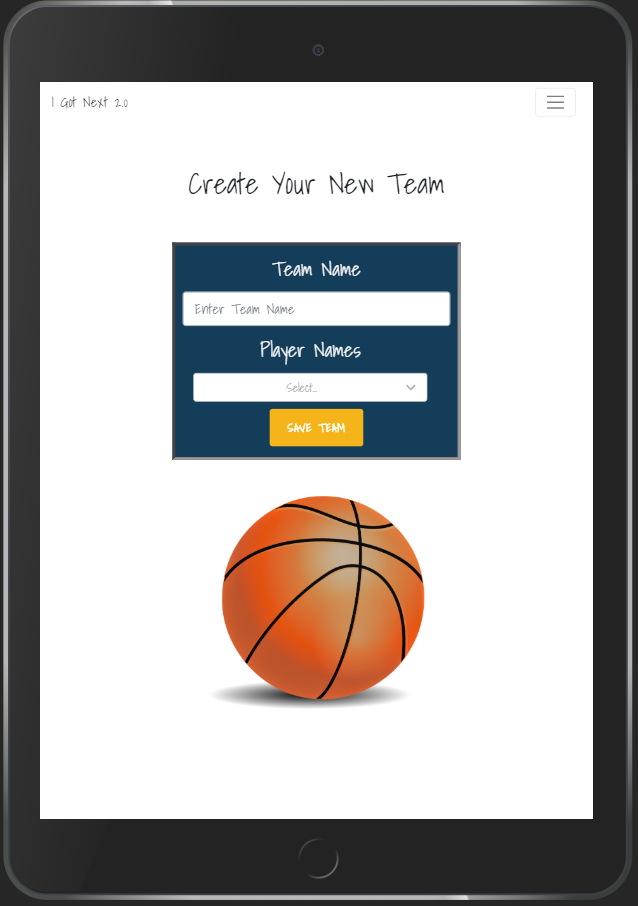 I Got Next 2.0
Create Your New Team
Team Name
Enter Team Name
Player Names
Select...
SAVE TEAM